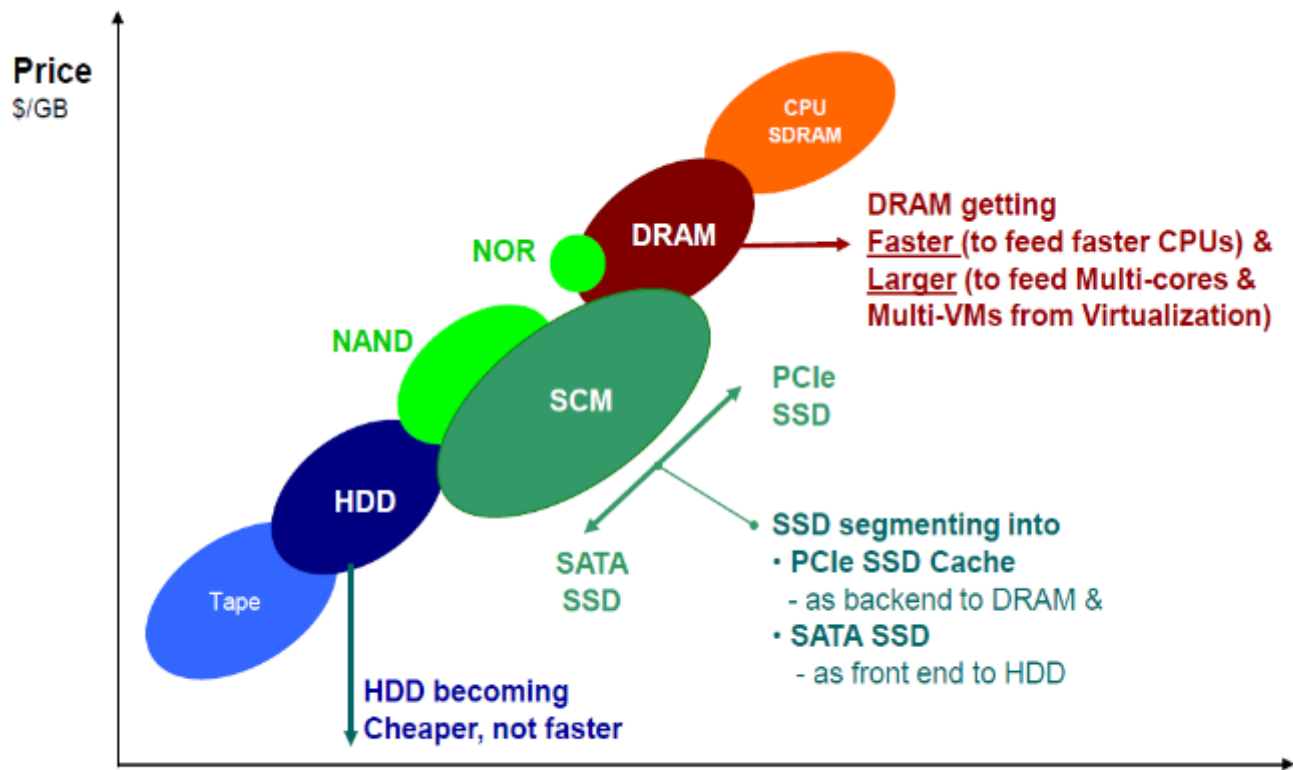 Price
$/GB
CPU
SDRAM
DRAM
NOR
DRAM getting
Faster (to feed faster CPUs) &
Larger (to feed Multi-cores &
Multi-VMs from Virtualization)
NAND
SCM
PCIe
SSD
HDD
SATA
SSD
SSD segmenting into
· PCIe SSD Cache
- as backend to DRAM &
· SATA SSD
- as front end to HDD
Tape
HDD becoming
Cheaper, not faster